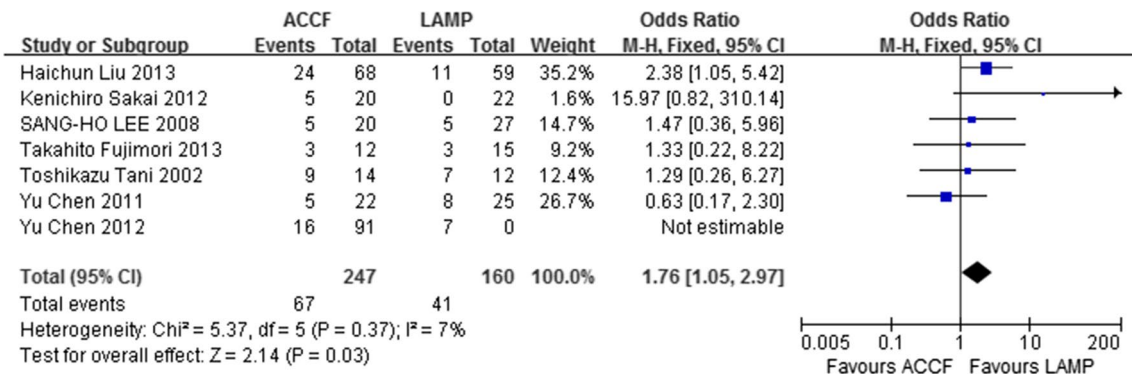 ACCF LAMP Odds Ratio Odds Ratio
Study or Subgroup Events Total Events Total Weight M-H, Fixed, 95% CI M-H, Fixed, 95% CI
Haichun Liu 2013 24 68 11 59 35.2% 2.38 [1.05, 5.42]
Kenichiro Sakai 2012 5 20 0 22 1.6% 15.97 [0.82, 310.14]
SANG-HO LEE 2008 5 20 5 27 14.7% 1.47 [0.36, 5.96]
Takahito Fujimori 2013 3 12 3 15 9.2% 1.33 [0.22, 8.22]
Toshikazu Tani 2002 9 14 7 12 12.4% 1.29 [0.26, 6.27]
Yu Chen 2011 5 22 8 25 26.7% 0.63 [0.17, 2.30]
Yu Chen 2012 16 91 7 0 Not estimable
Total (95% CI) 247 160 100.0% 1.76 [1.05, 2.97]
Total events 67 41
Heterogeneity: Chi² = 5.37, df = 5 (P = 0.37); I² = 7%
Test for overall effect: Z = 2.14 (P = 0.03)
0.005 0.1 1 10 200
Favours ACCF Favours LAMP